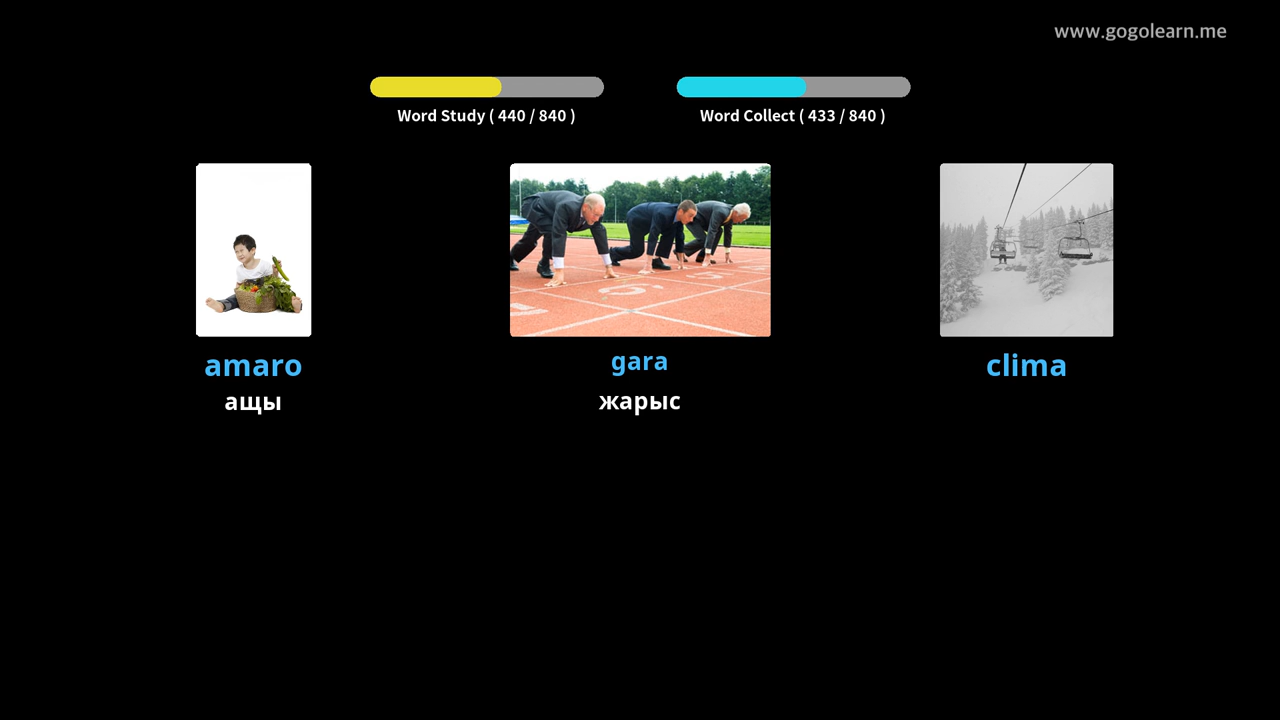 www.gogolearn.me
Word Study ( 440 / 840 )
Word Collect ( 433 / 840 )
amaro
ащы
gara
жарыс
clima